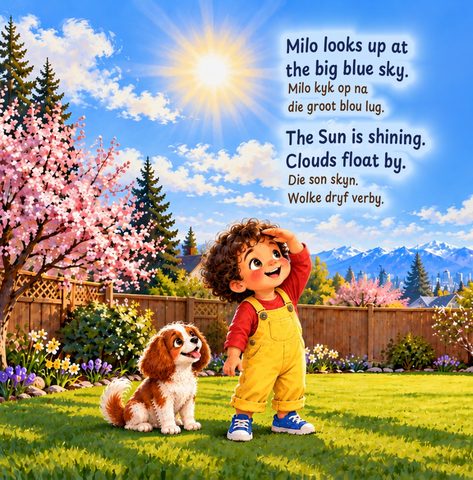 Milo looks up at
the big blue sky.
Milo kyk op na
die groot blou lug.
The Sun is shining.
Clouds float by.
Die son skyn.
Wolke dryf verby.